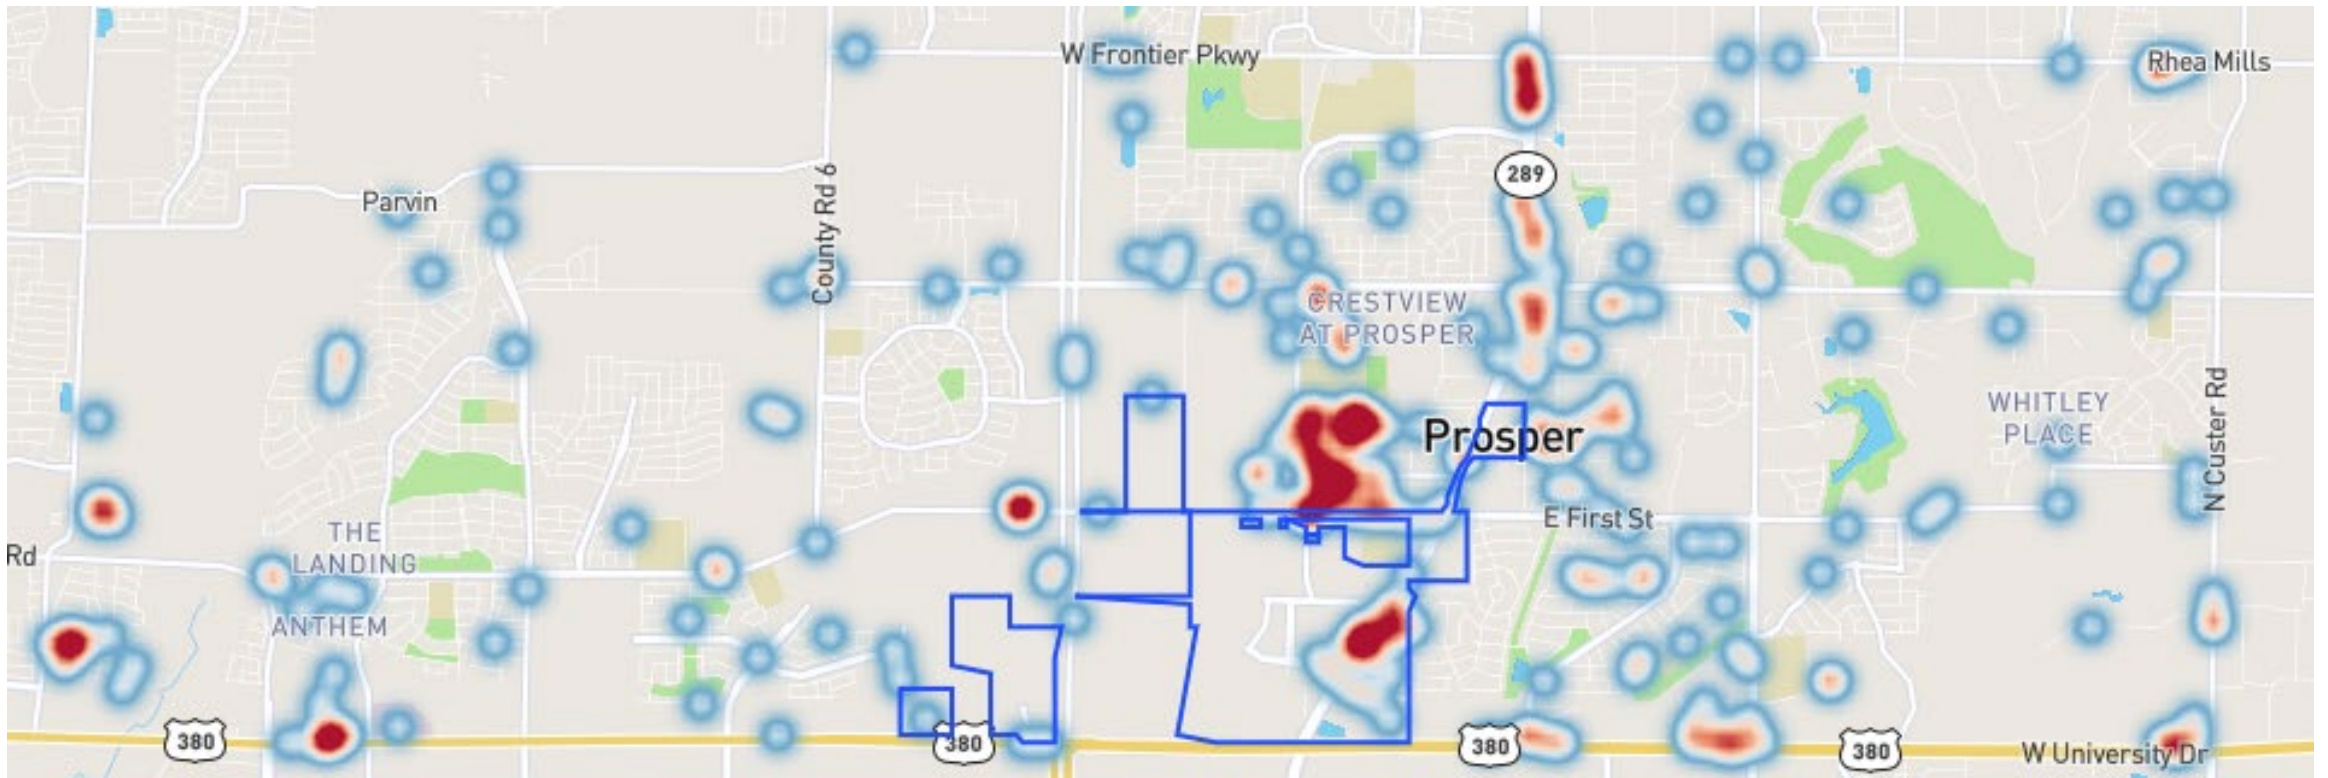 W Frontier Pkwy
Rhea Mills
289
Parvin
County Rd 6
CRESTVIEW
AT PROSPER
Prosper
WHITLEY
PLACE
N Custer Rd
E First St
THE
LANDING
Rd
ANTHEM
380
380
380
380
W University Dr